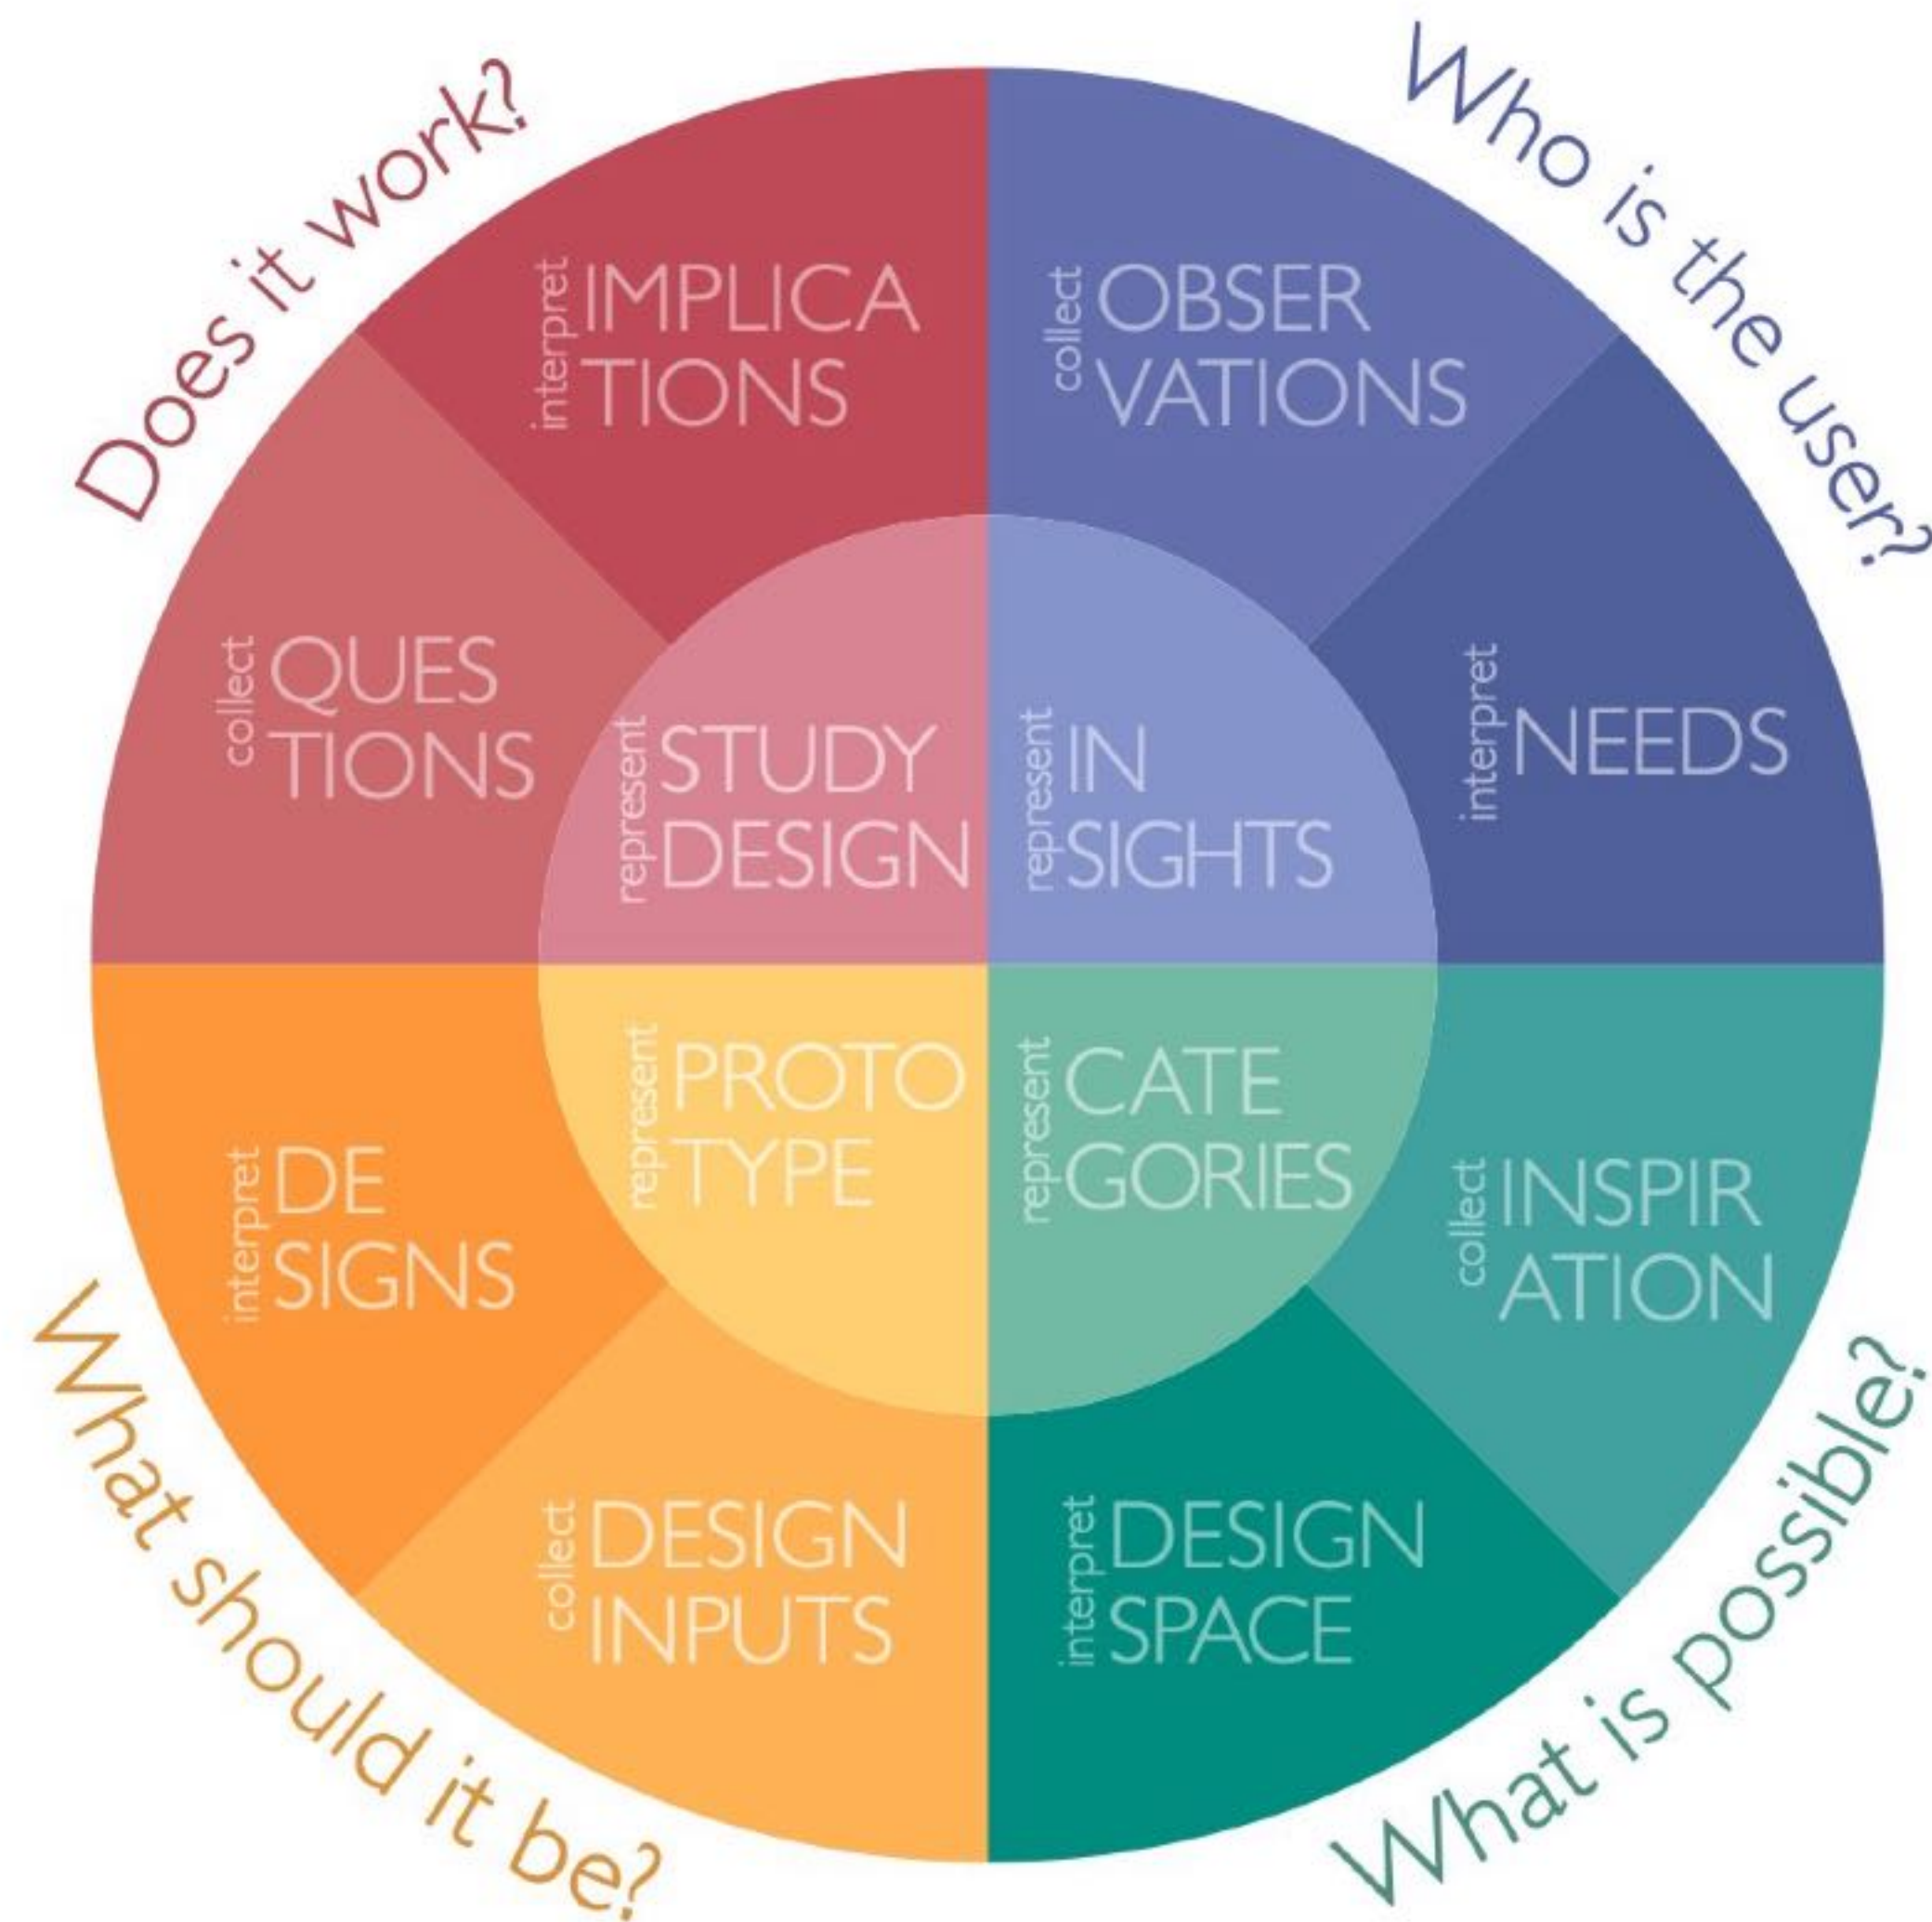 Does it work?
Who is the user?
interpret
IMPLICA
TIONS
collect
OBSER
VATIONS
collect
QUES
TIONS
represent
STUDY
DESIGN
represent
IN
SIGHTS
interpret
NEEDS
represent
PROTO
TYPE
represent
CATE
GORIES
interpret
DE
SIGNS
collect
INSPIR
ATION
collect
DESIGN
INPUTS
interpret
DESIGN
SPACE
What should it be?
What is possible?